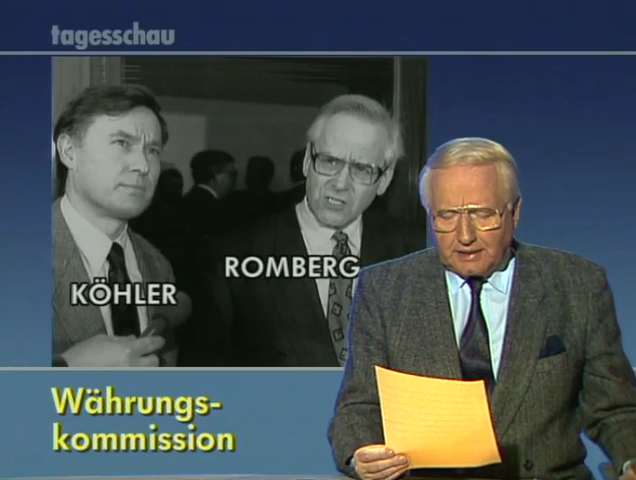 tagesschau
KÖHLER
ROMBERG
Währungs-
kommission